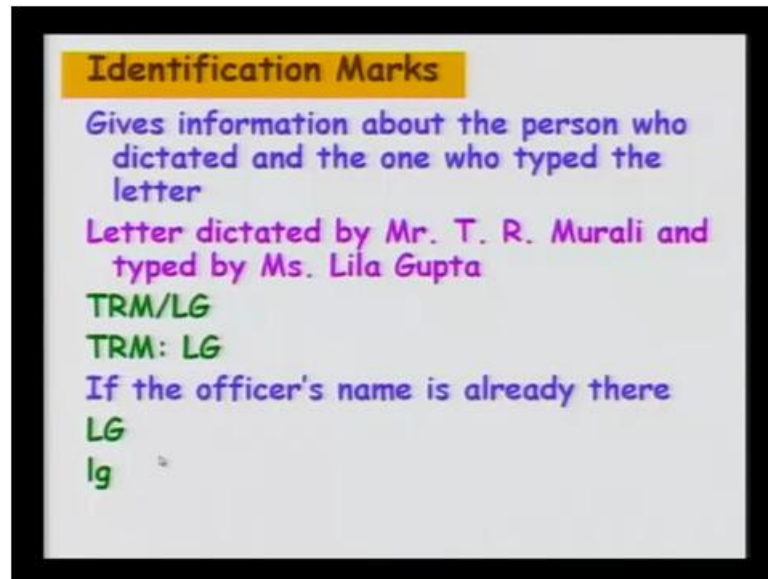 Identification Marks
Gives information about the person who
dictated and the one who typed the
letter
Letter dictated by Mr. T. R. Murali and
typed by Ms. Lila Gupta
TRM/LG
TRM: LG
If the officer's name is already there
LG
lg